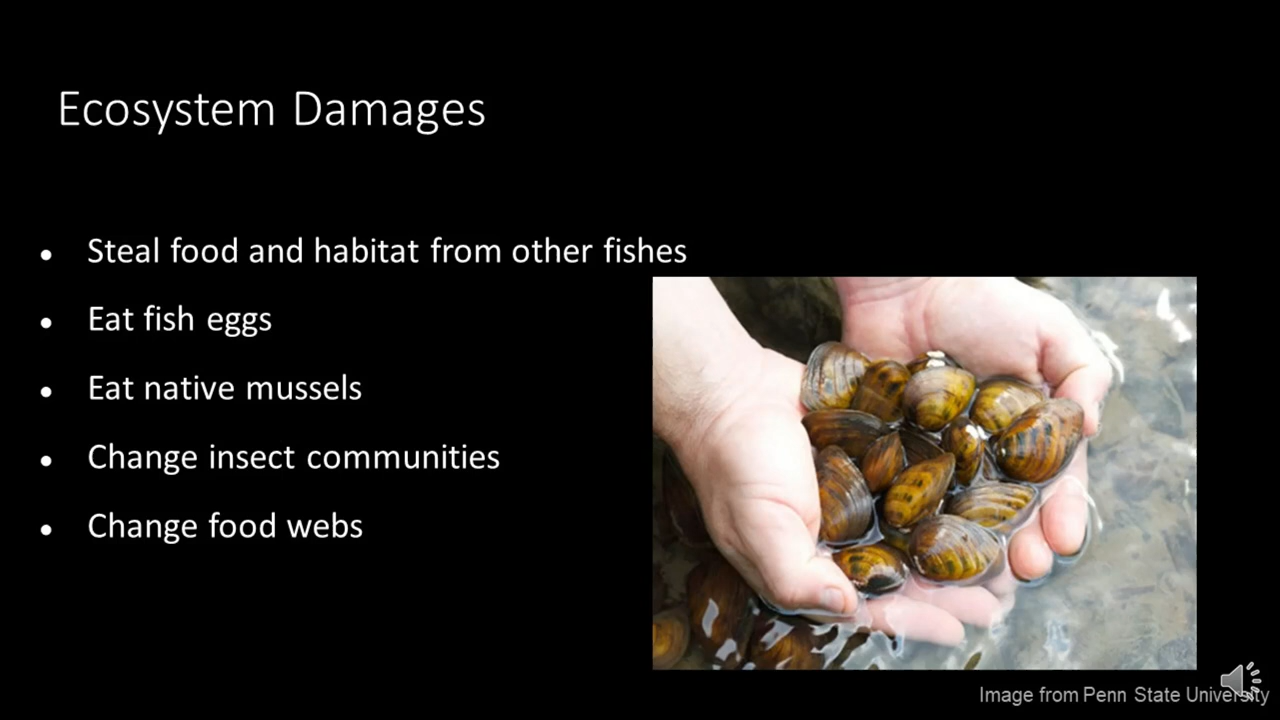 Ecosystem Damages
• Steal food and habitat from other fishes
• Eat fish eggs
• Eat native mussels
• Change insect communities
• Change food webs
Image from Penn State University